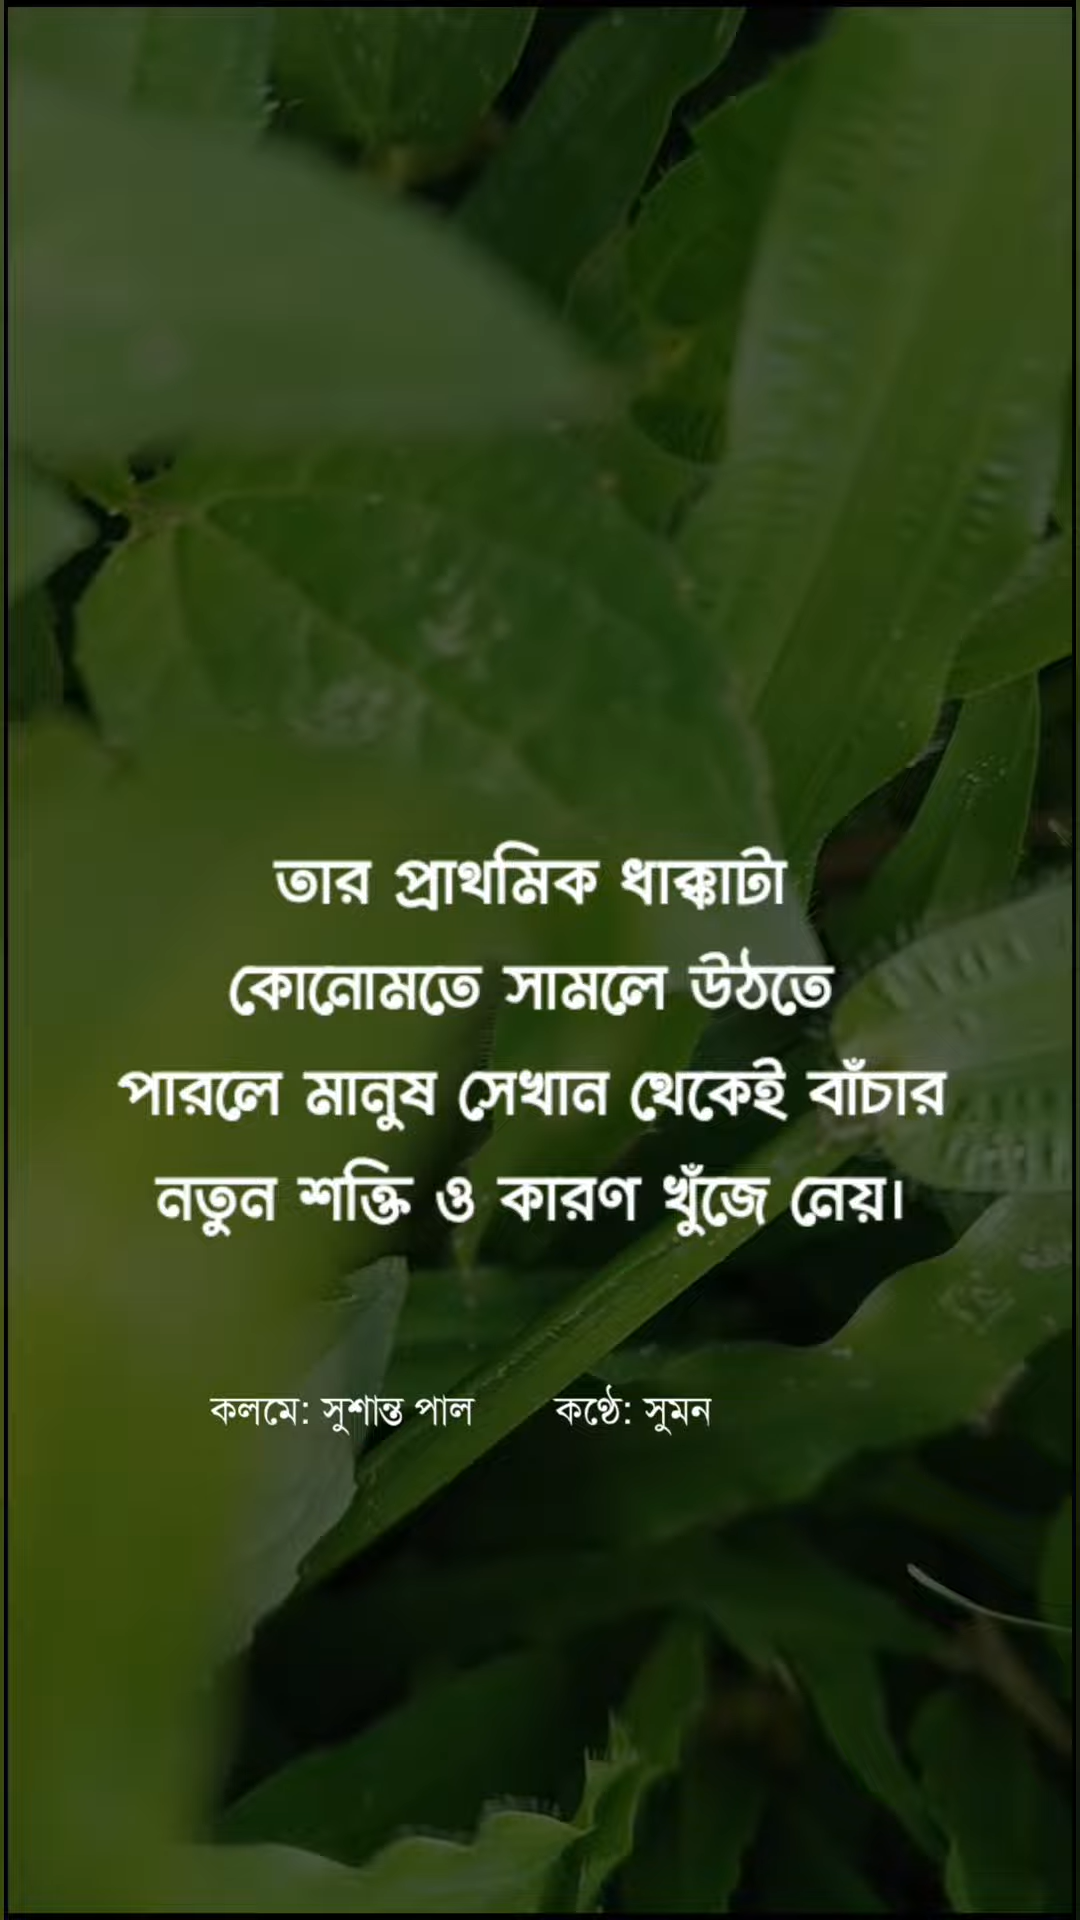 তার প্রাথমিক ধাক্কাটা
কোনোমতে সামলে উঠতে
পারলে মানুষ সেখান থেকেই বাঁচার
নতুন শক্তি ও কারণ খুঁজে নেয়।
কলমে: সুশান্ত পাল কণ্ঠে: সুমন